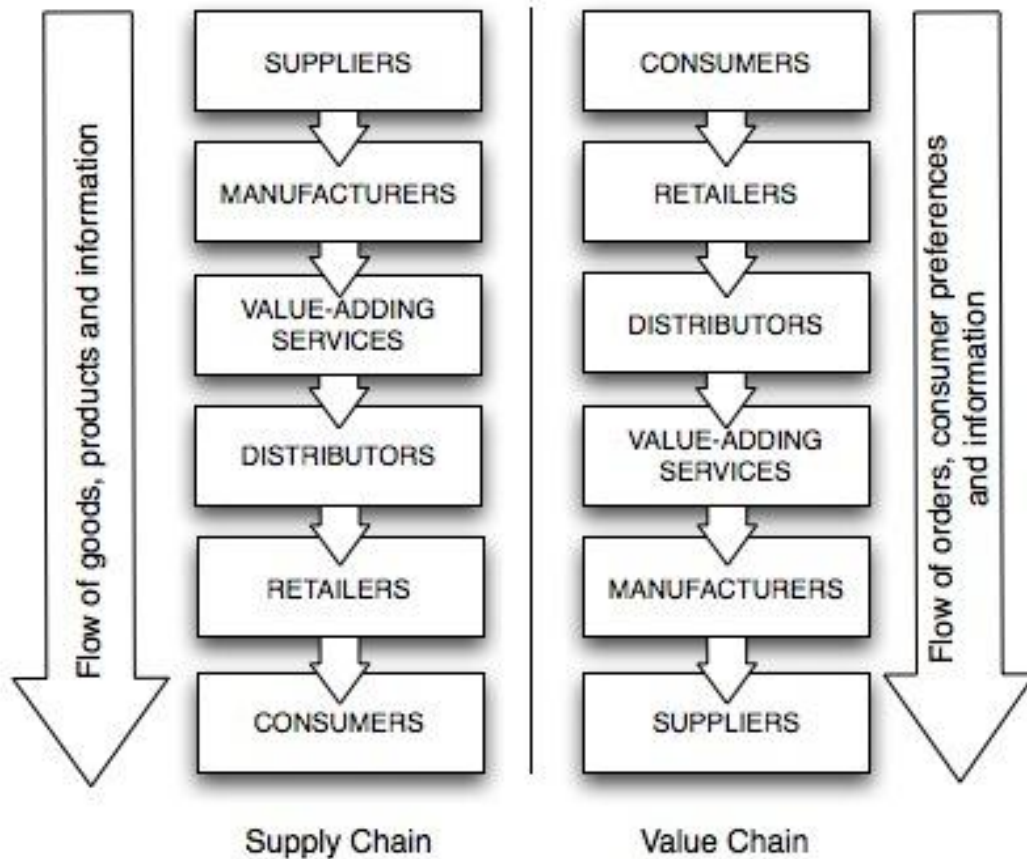 Flow of goods, products and information
SUPPLIERS
MANUFACTURERS
VALUE-ADDING
SERVICES
DISTRIBUTORS
RETAILERS
CONSUMERS
Supply Chain
CONSUMERS
RETAILERS
DISTRIBUTORS
VALUE-ADDING
SERVICES
MANUFACTURERS
SUPPLIERS
Value Chain
Flow of orders, consumer preferences
and information